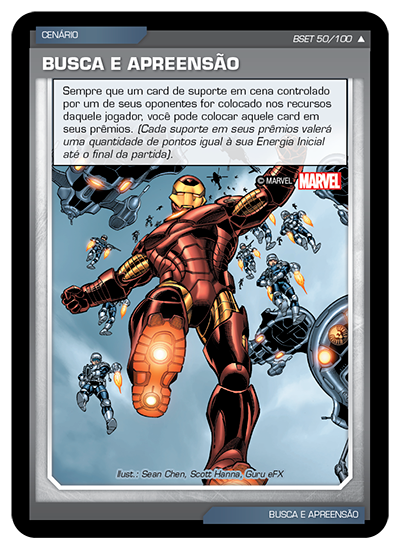 CENÁRIO
BSET 50/100 ▲
BUSCA E APREENSÃO
Sempre que um card de suporte em cena controlado
por um de seus oponentes for colocado nos recursos
daquele jogador, você pode colocar aquele card em
seus prêmios. (Cada suporte em seus prêmios valerá
uma quantidade de pontos igual à sua Energia Inicial
até o final da partida).
© MARVEL MARVEL
Illust.: Sean Chen, Scott Hanna, Guru eFX
BUSCA E APREENSÃO